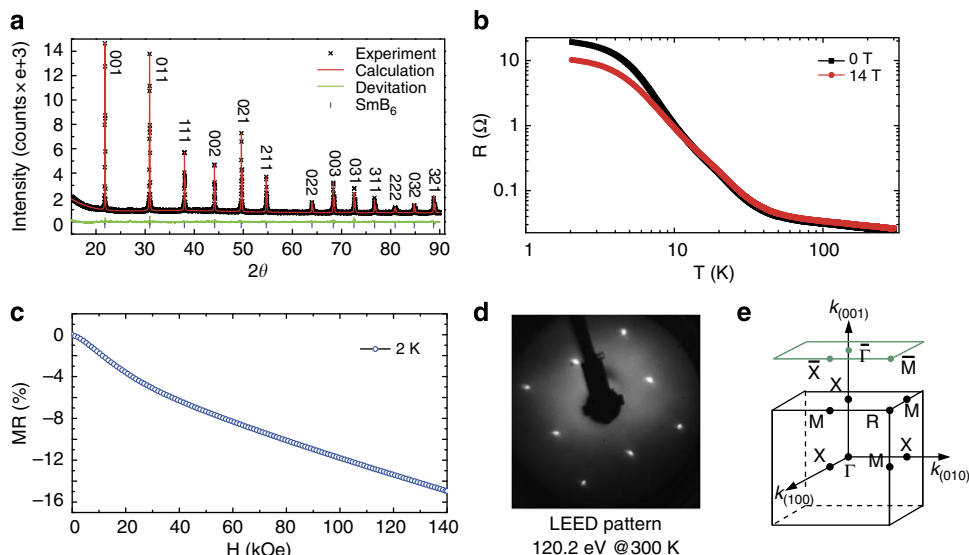 a
Intensity (counts × e+3)
14
12
10
8
6
4
2
0
001
011
111
002
021
211
022
003
031
311
222
032
321
Experiment
Calculation
Devitation
SmB6
20
30
40
50
60
70
80
90
2θ
b
R (Ω)
10
1
0.1
0 T
14 T
1
10
100
T (K)
c
MR (%)
0
−4
−8
−12
−16
2 K
0
20
40
60
80
100
120
140
H (kOe)
d
LEED pattern
120.2 eV @300 K
e
k(001)
Γ̅
X̅
M̅
X
M
M
R
X
Γ
M
X
k(010)
k(100)